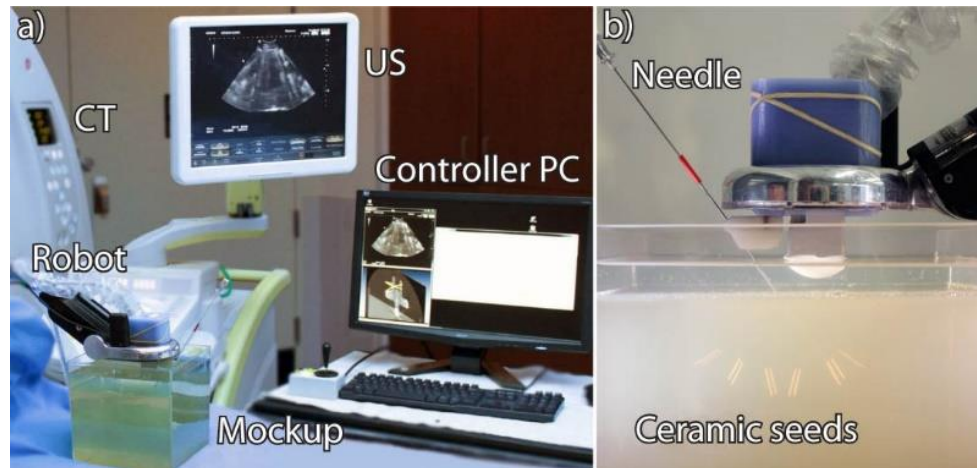 a)
US
CT
Controller PC
Robot
Mockup
b)
Needle
Ceramic seeds